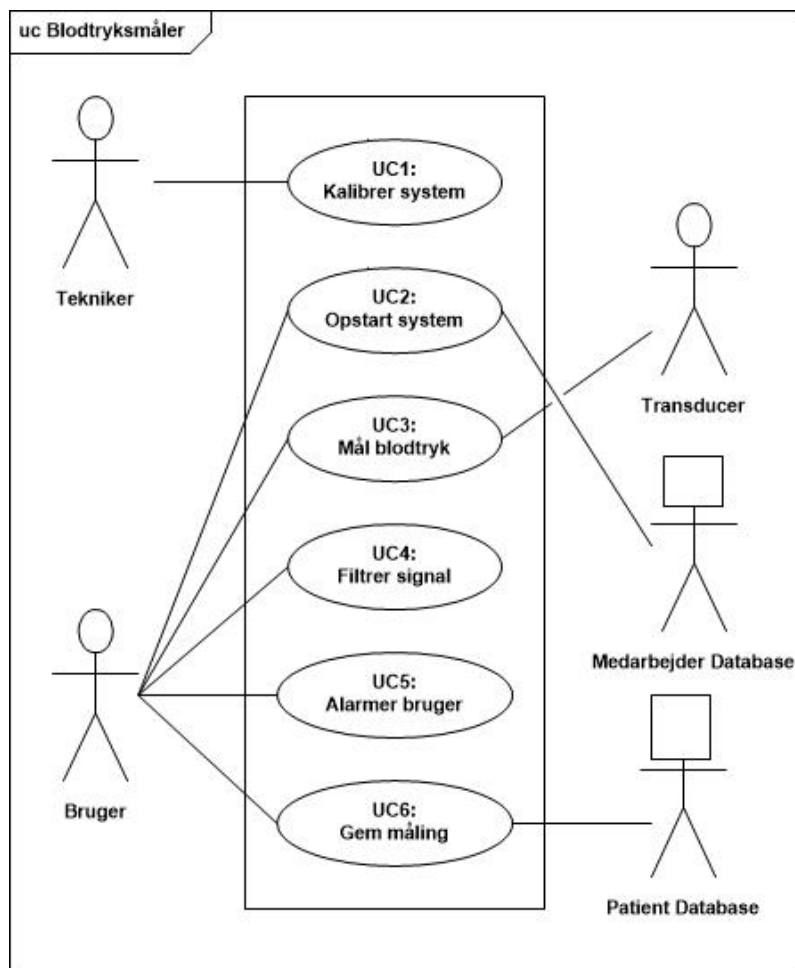 uc Blodtryksmåler
UC1:
Kalibrer system
Tekniker
UC2:
Opstart system
Transducer
UC3:
Mål blodtryk
UC4:
Filtrer signal
Medarbejder Database
UC5:
Alarmer bruger
Bruger
UC6:
Gem måling
Patient Database